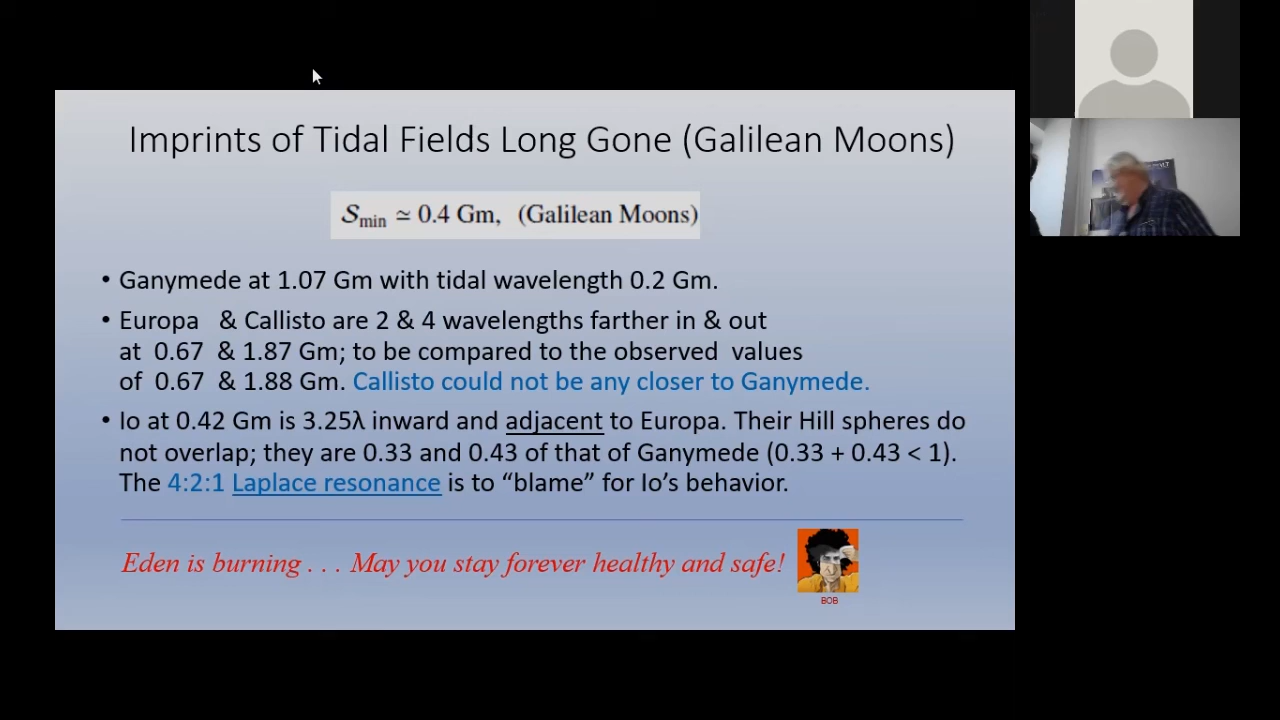 Imprints of Tidal Fields Long Gone (Galilean Moons)
𝒮min ≃ 0.4 Gm, (Galilean Moons)
• Ganymede at 1.07 Gm with tidal wavelength 0.2 Gm.
• Europa & Callisto are 2 & 4 wavelengths farther in & out
at 0.67 & 1.87 Gm; to be compared to the observed values
of 0.67 & 1.88 Gm. Callisto could not be any closer to Ganymede.
• Io at 0.42 Gm is 3.25λ inward and adjacent to Europa. Their Hill spheres do
not overlap; they are 0.33 and 0.43 of that of Ganymede (0.33 + 0.43 < 1).
The 4:2:1 Laplace resonance is to “blame” for Io’s behavior.
Eden is burning . . . May you stay forever healthy and safe!
BOB